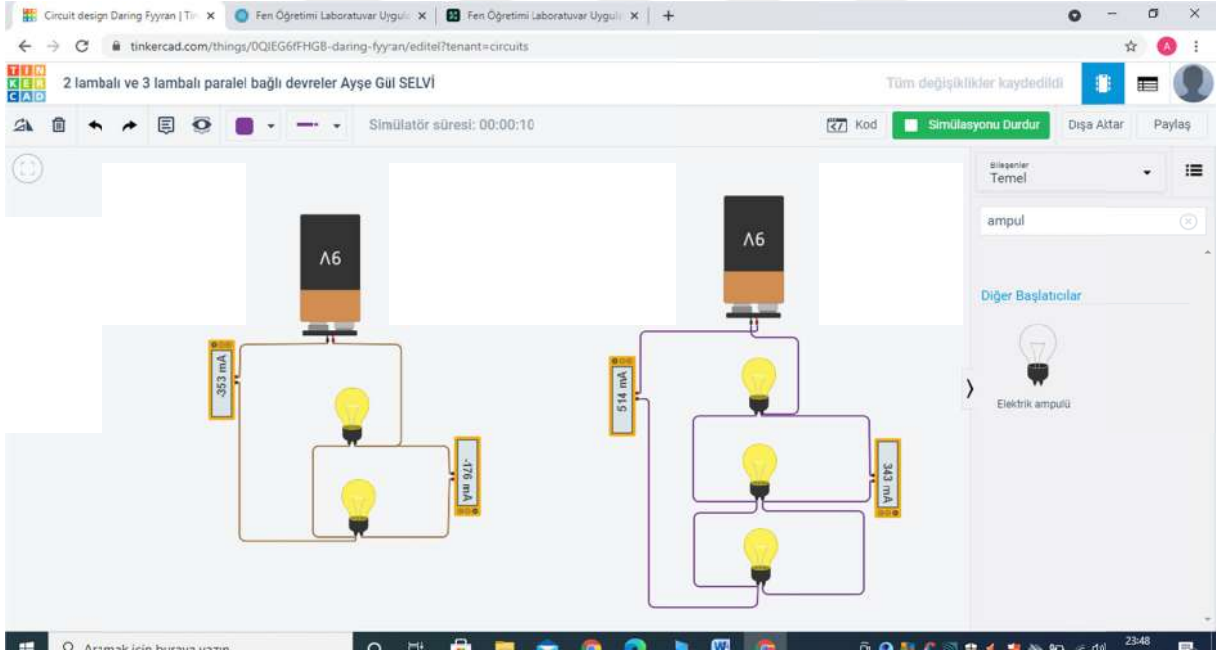 Circuit design Daring Fyyran | Tin
Fen Öğretimi Laboratuvar Uygula
Fen Öğretimi Laboratuvar Uygula
tinkercad.com/things/0QIEG6fFHGB-daring-fyyran/editel?tenant=circuits
A
TIN
KER
CAD
2 lambalı ve 3 lambalı paralel bağlı devreler Ayşe Gül SELVİ
Tüm değişiklikler kaydedildi
Simülatör süresi: 00:00:10
Kod
Simülasyonu Durdur
Dışa Aktar
Paylaş
Bileşenler
Temel
ampul
Diğer Başlatıcılar
Elektrik ampulü
9V
9V
-353 mA
-176 mA
514 mA
343 mA
Aramak için buraya yazın
23:48